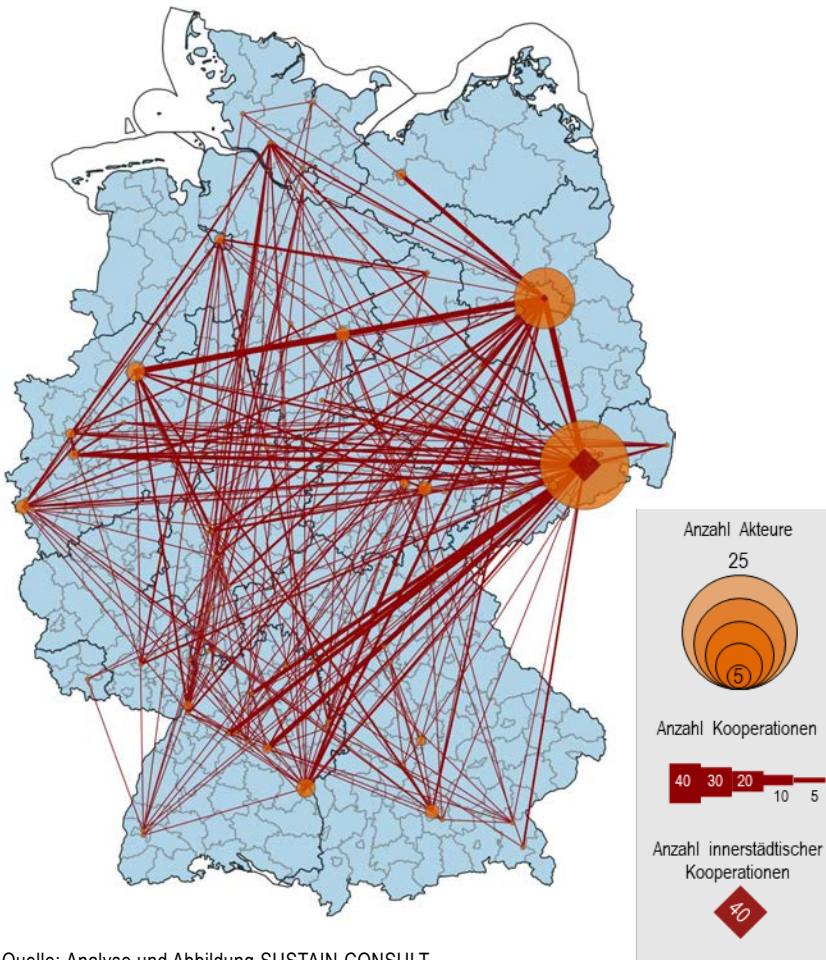 Anzahl Akteure
25
5
Anzahl Kooperationen
40 30 20 10 5
Anzahl innerstädtischer
Kooperationen
40
Quelle: Analyse und Abbildung SUSTAIN CONSULT